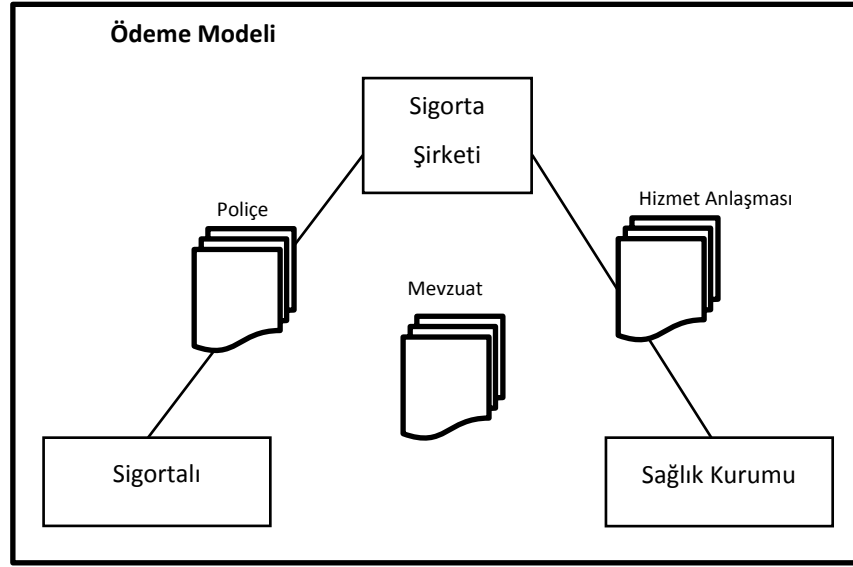 Ödeme Modeli
Sigorta
Şirketi
Poliçe
Hizmet Anlaşması
Mevzuat
Sigortalı
Sağlık Kurumu